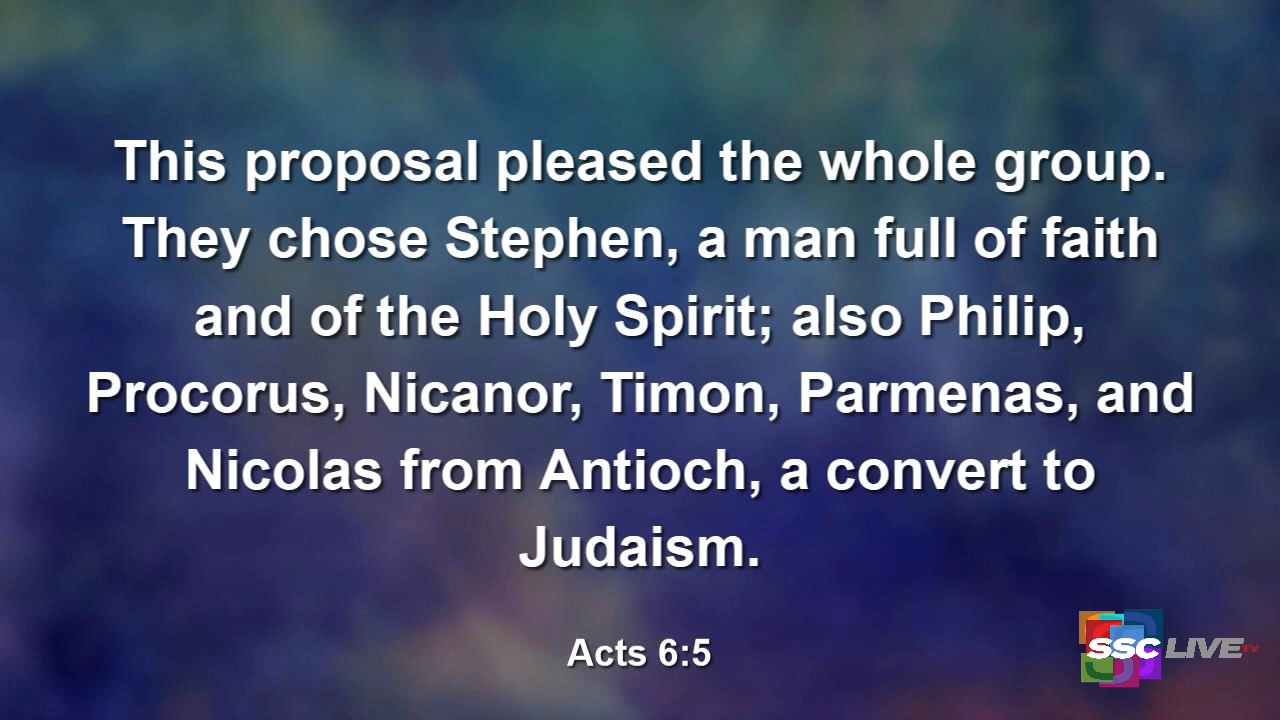 This proposal pleased the whole group.
They chose Stephen, a man full of faith
and of the Holy Spirit; also Philip,
Procorus, Nicanor, Timon, Parmenas, and
Nicolas from Antioch, a convert to
Judaism.
Acts 6:5
SSC LIVE TV